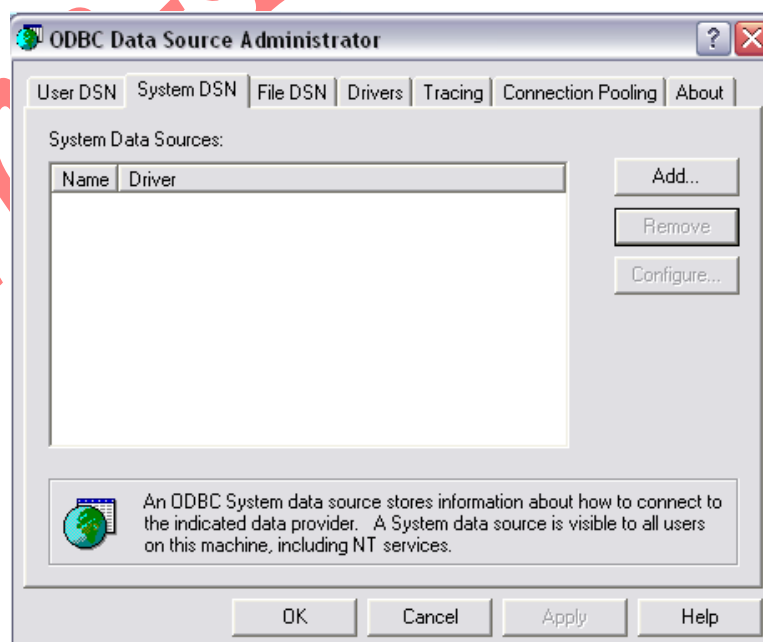 ODBC Data Source Administrator
User DSN System DSN File DSN Drivers Tracing Connection Pooling About
System Data Sources:
Name Driver
Add...
Remove
Configure...
An ODBC System data source stores information about how to connect to
the indicated data provider. A System data source is visible to all users
on this machine, including NT services.
OK Cancel Apply Help